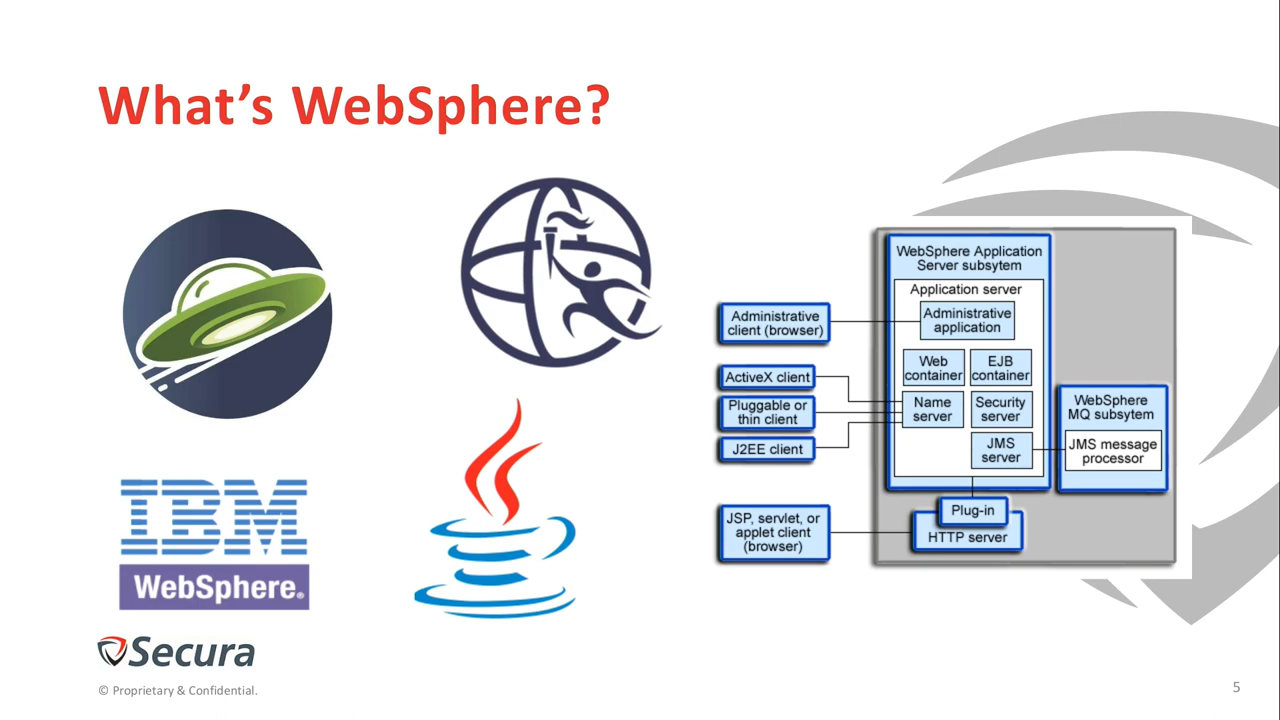 What's WebSphere?
IBM
WebSphere®
WebSphere Application
Server subsytem
Application server
Administrative
application
Web
container
EJB
container
Name
server
Security
server
JMS
server
WebSphere
MQ subsytem
JMS message
processor
Administrative
client (browser)
ActiveX client
Pluggable or
thin client
J2EE client
JSP, servlet, or
applet client
(browser)
Plug-in
HTTP server
Secura
© Proprietary & Confidential.
5